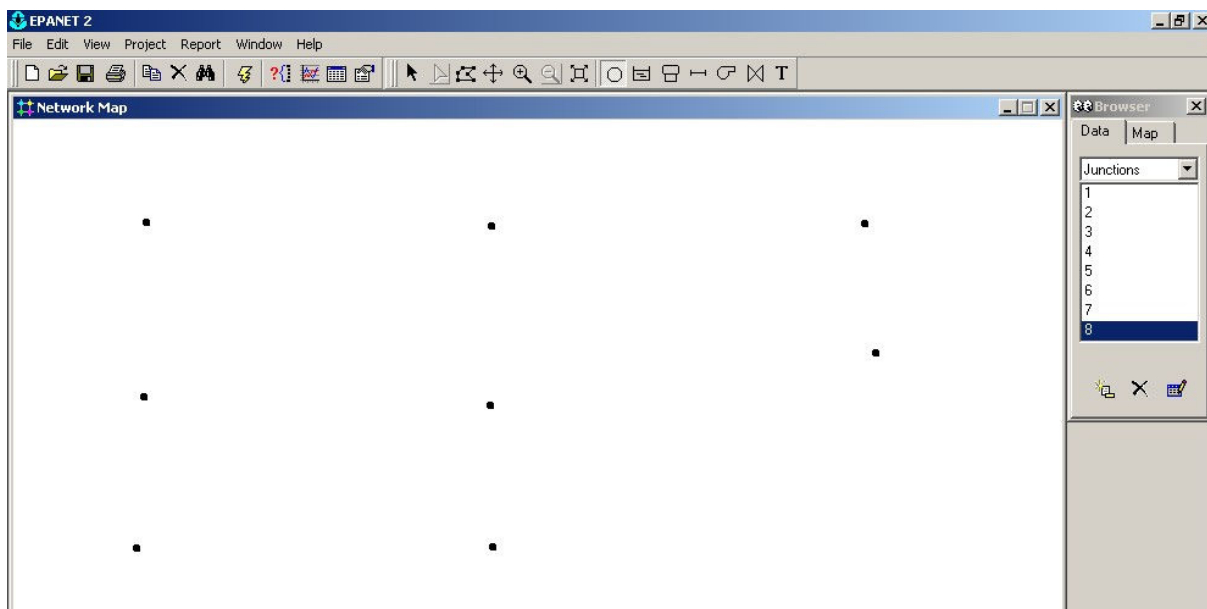 EPANET 2
File Edit View Project Report Window Help
T
Network Map
Browser
Data Map
Junctions
1
2
3
4
5
6
7
8